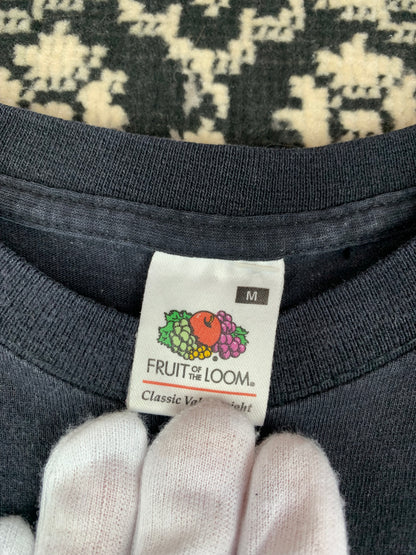 M
FRUIT OF THE LOOM®
Classic